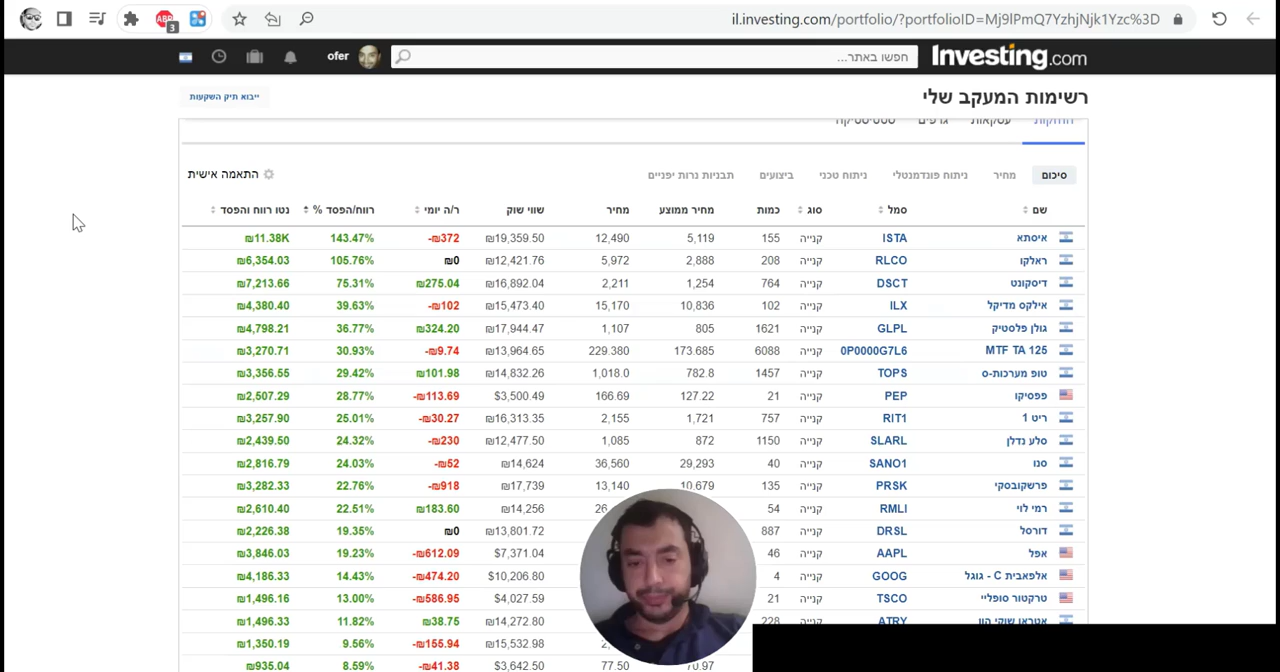 il.investing.com/portfolio/?portfolioID=Mj9lPmQ7YzhjNjk1Yzc%3D
ABP 3
Investing.com חפשו באתר... ofer
רשימות המעקב שלי ייבוא תיק השקעות
החזקות עסקאות גרפים סטטיסטיקה
סיכום מחיר ניתוח פונדמנטלי ניתוח טכני ביצועים תבניות נרות יפניים התאמה אישית
שם סמל סוג כמות מחיר ממוצע מחיר שווי שוק ר/ה יומי רווח/הפסד % נטו רווח והפסד
איסתא ISTA קנייה 155 5,119 12,490 ₪19,359.50 -₪372 143.47% ₪11.38K
ראלקו RLCO קנייה 208 2,888 5,972 ₪12,421.76 ₪0 105.76% ₪6,354.03
דיסקונט DSCT קנייה 764 1,254 2,211 ₪16,892.04 ₪275.04 75.31% ₪7,213.66
אילקס מדיקל ILX קנייה 102 10,836 15,170 ₪15,473.40 -₪102 39.63% ₪4,380.40
גולן פלסטיק GLPL קנייה 1621 805 1,107 ₪17,944.47 ₪324.20 36.77% ₪4,798.21
MTF TA 125 0P0000G7L6 קנייה 6088 173.685 229.380 ₪13,964.65 -₪9.74 30.93% ₪3,270.71
טופ מערכות-ס TOPS קנייה 1457 782.8 1,018.0 ₪14,832.26 ₪101.98 29.42% ₪3,356.55
פפסיקו PEP קנייה 21 127.22 166.69 $3,500.49 -₪113.69 28.77% ₪2,507.29
ריט 1 RIT1 קנייה 757 1,721 2,155 ₪16,313.35 -₪30.27 25.01% ₪3,257.90
סלע נדלן SLARL קנייה 1150 872 1,085 ₪12,477.50 -₪230 24.32% ₪2,439.50
סנו SANO1 קנייה 40 29,293 36,560 ₪14,624 -₪52 24.03% ₪2,816.79
פרשקובסקי PRSK קנייה 135 10,679 13,140 ₪17,739 -₪918 22.76% ₪3,282.33
רמי לוי RMLI קנייה 54 ₪14,256 ₪183.60 22.51% ₪2,610.40
דורסל DRSL קנייה 887 ₪13,801.72 ₪0 19.35% ₪2,226.38
אפל AAPL קנייה 46 $7,371.04 -₪612.09 19.23% ₪3,846.03
אלפאבית C - גוגל GOOG קנייה 4 $10,206.80 -₪474.20 14.43% ₪4,186.33
טרקטור סופליי TSCO קנייה 21 $4,027.59 -₪586.95 13.00% ₪1,496.16
אטראו שוקי הון ATRY קנייה 228 ₪14,272.80 ₪38.75 11.82% ₪1,496.33
₪15,532.98 -₪155.94 9.56% ₪1,350.19
70.97 77.50 $3,642.50 -₪41.38 8.59% ₪935.04